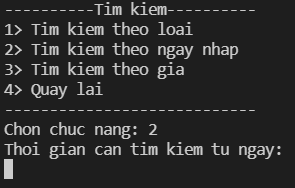 ----------Tim kiem----------
1> Tim kiem theo loai
2> Tim kiem theo ngay nhap
3> Tim kiem theo gia
4> Quay lai
----------------------------
Chon chuc nang: 2
Thoi gian can tim kiem tu ngay: